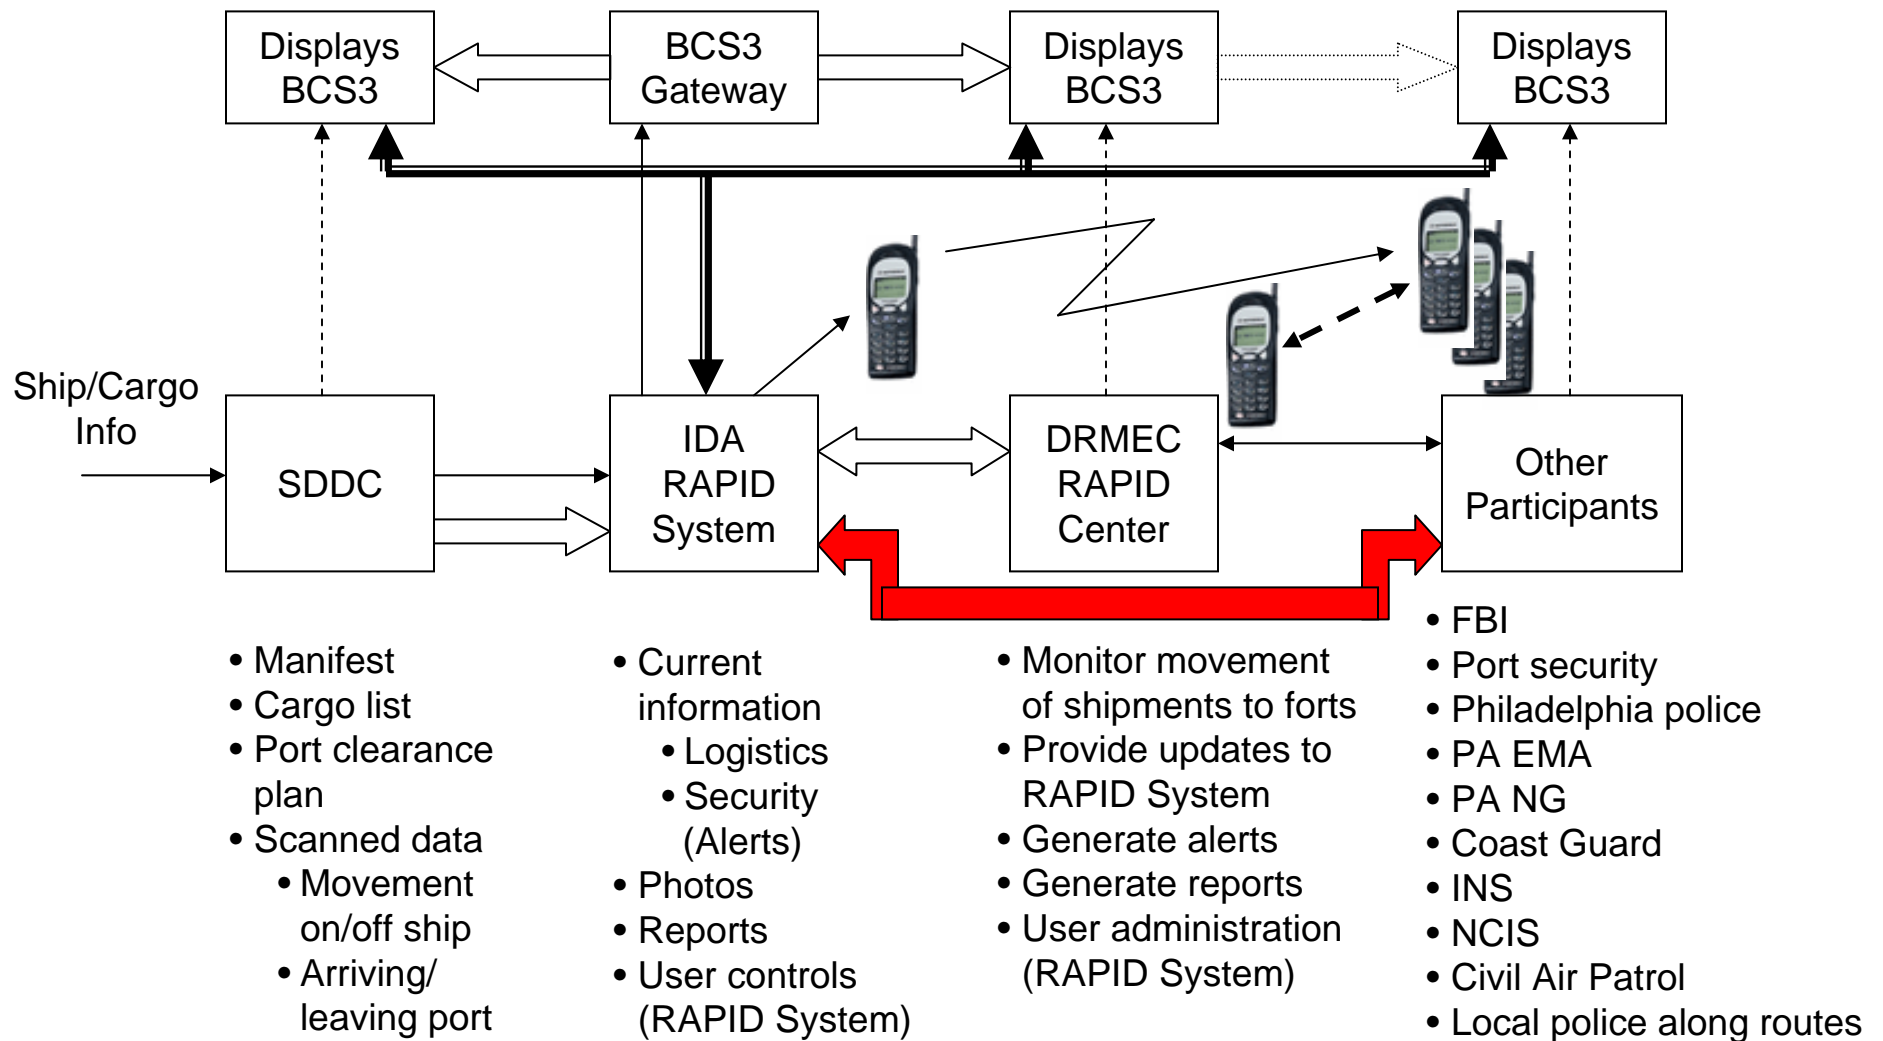 Displays
BCS3
BCS3
Gateway
Displays
BCS3
Displays
BCS3
Ship/Cargo
Info
SDDC
IDA
RAPID
System
DRMEC
RAPID
Center
Other
Participants
• Manifest
• Cargo list
• Port clearance
plan
• Scanned data
• Movement
on/off ship
• Arriving/
leaving port
• Current
information
• Logistics
• Security
(Alerts)
• Photos
• Reports
• User controls
(RAPID System)
• Monitor movement
of shipments to forts
• Provide updates to
RAPID System
• Generate alerts
• Generate reports
• User administration
(RAPID System)
• FBI
• Port security
• Philadelphia police
• PA EMA
• PA NG
• Coast Guard
• INS
• NCIS
• Civil Air Patrol
• Local police along routes